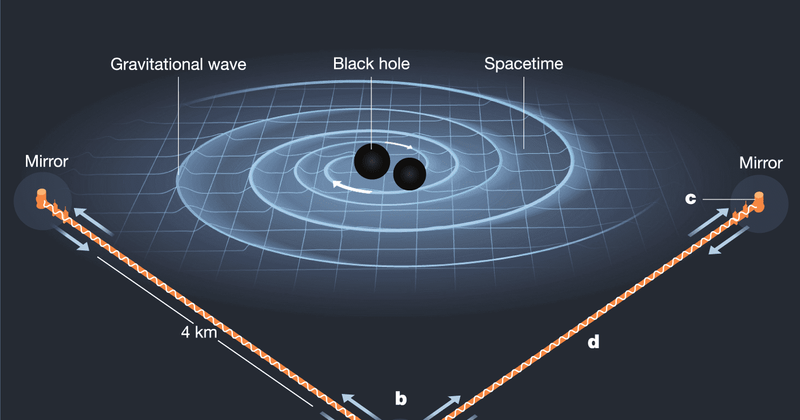 Gravitational wave
Black hole
Spacetime
Mirror
Mirror
c
4 km
d
b